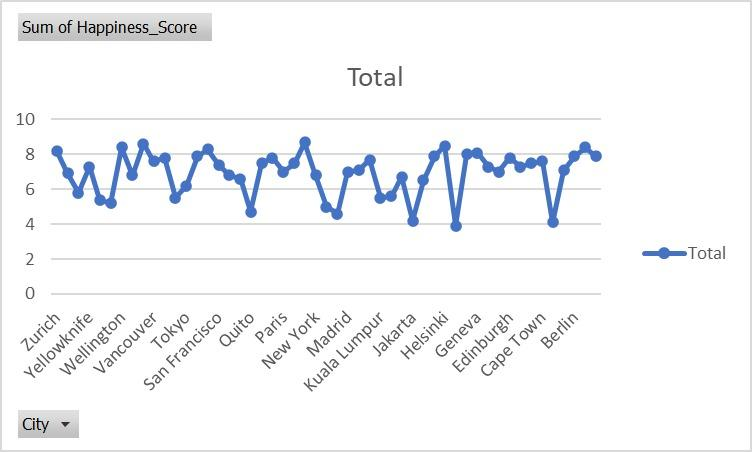 Sum of Happiness_Score
Total
10
8
6
4
2
0
Zurich
Yellowknife
Wellington
Vancouver
Tokyo
San Francisco
Quito
Paris
New York
Madrid
Kuala Lumpur
Jakarta
Helsinki
Geneva
Edinburgh
Cape Town
Berlin
Total
City